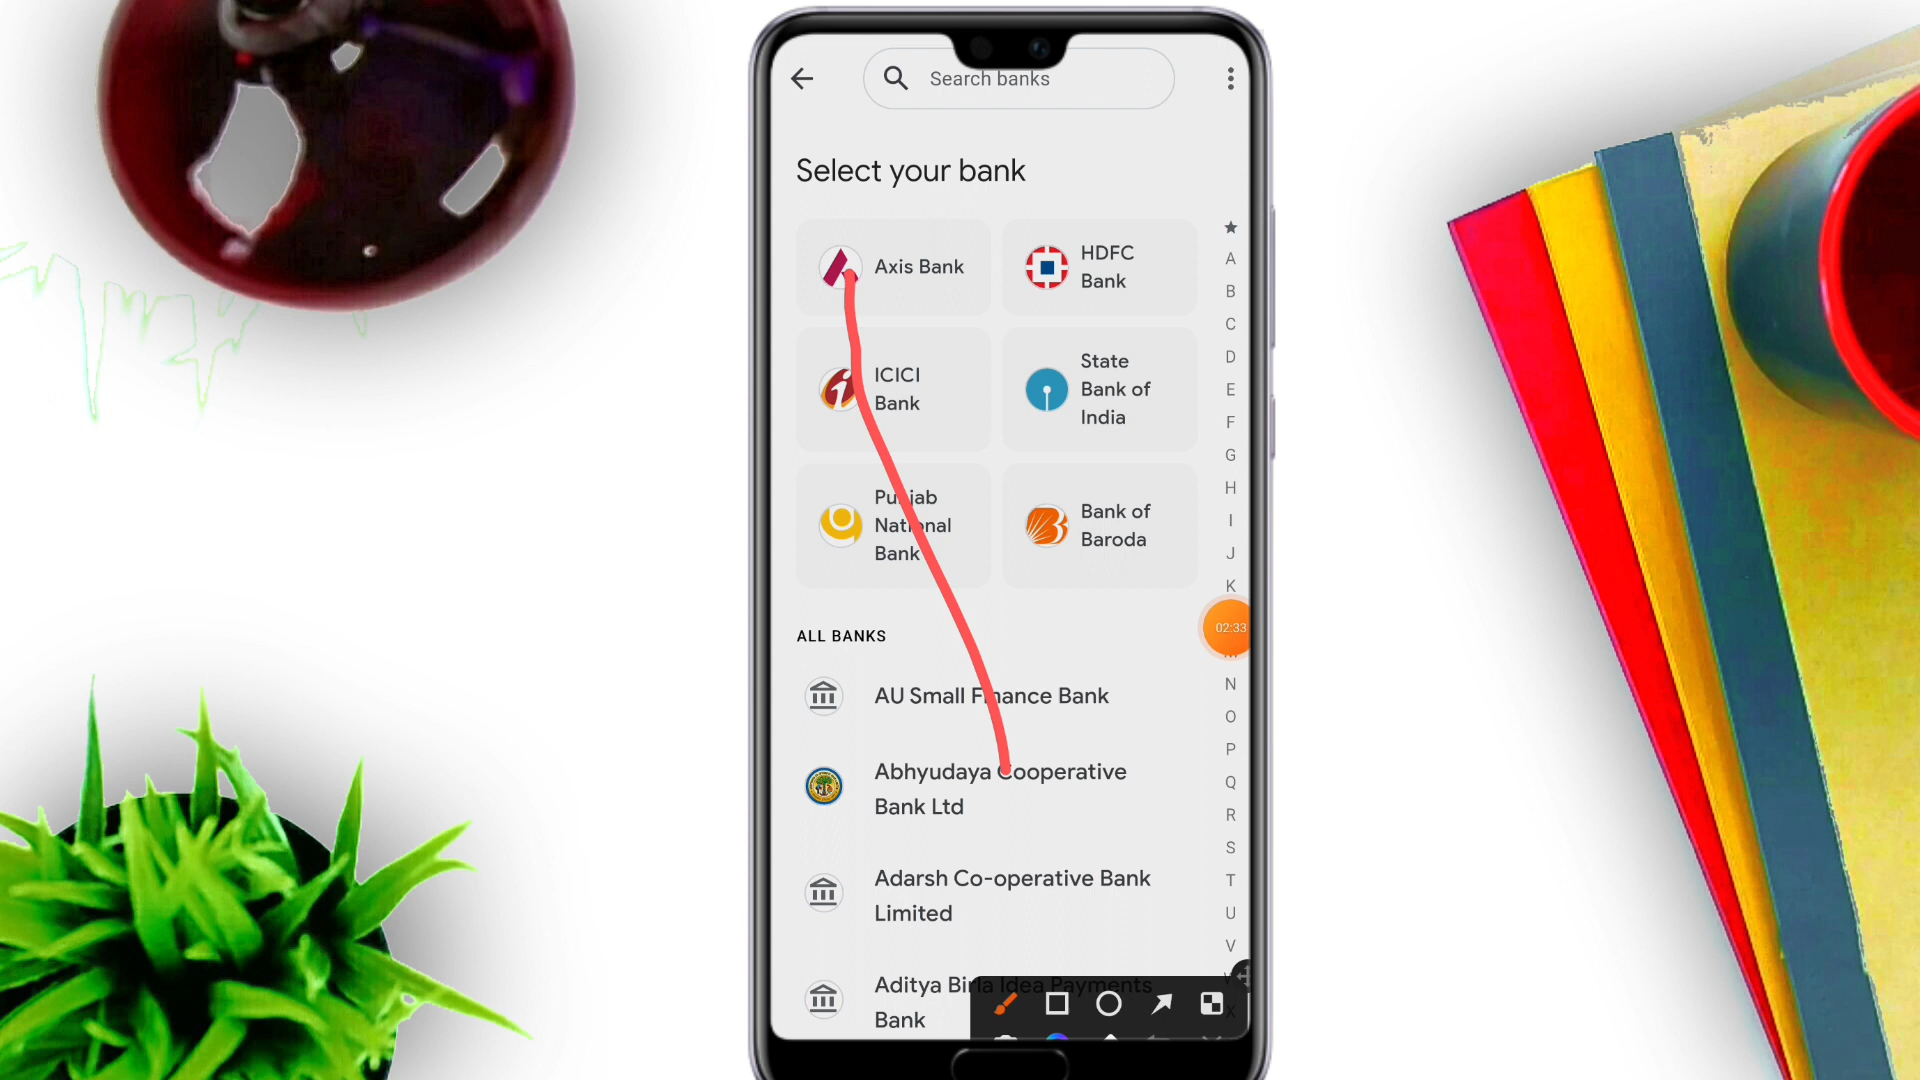 Search banks
Select your bank
Axis Bank
HDFC
Bank
ICICI
Bank
State
Bank of
India
Punjab
National
Bank
Bank of
Baroda
ALL BANKS
AU Small Finance Bank
Abhyudaya Cooperative
Bank Ltd
Adarsh Co-operative Bank
Limited
Aditya Birla Idea Payments
Bank
A
B
C
D
E
F
G
H
I
J
K
02:33
N
O
P
Q
R
S
T
U
V
X